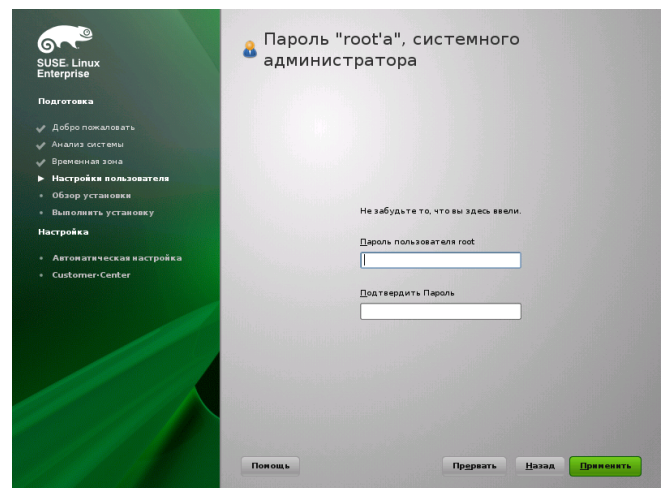 SUSE. Linux
Enterprise
Подготовка
Добро пожаловать
Анализ системы
Временная зона
Настройки пользователя
Обзор установки
Выполнить установку
Настройка
Автоматическая настройка
Customer-Center
Пароль "root'а", системного
администратора
Не забудьте то, что вы здесь ввели.
Пароль пользователя root
Подтвердить Пароль
Помощь
Прервать
Назад
Применить